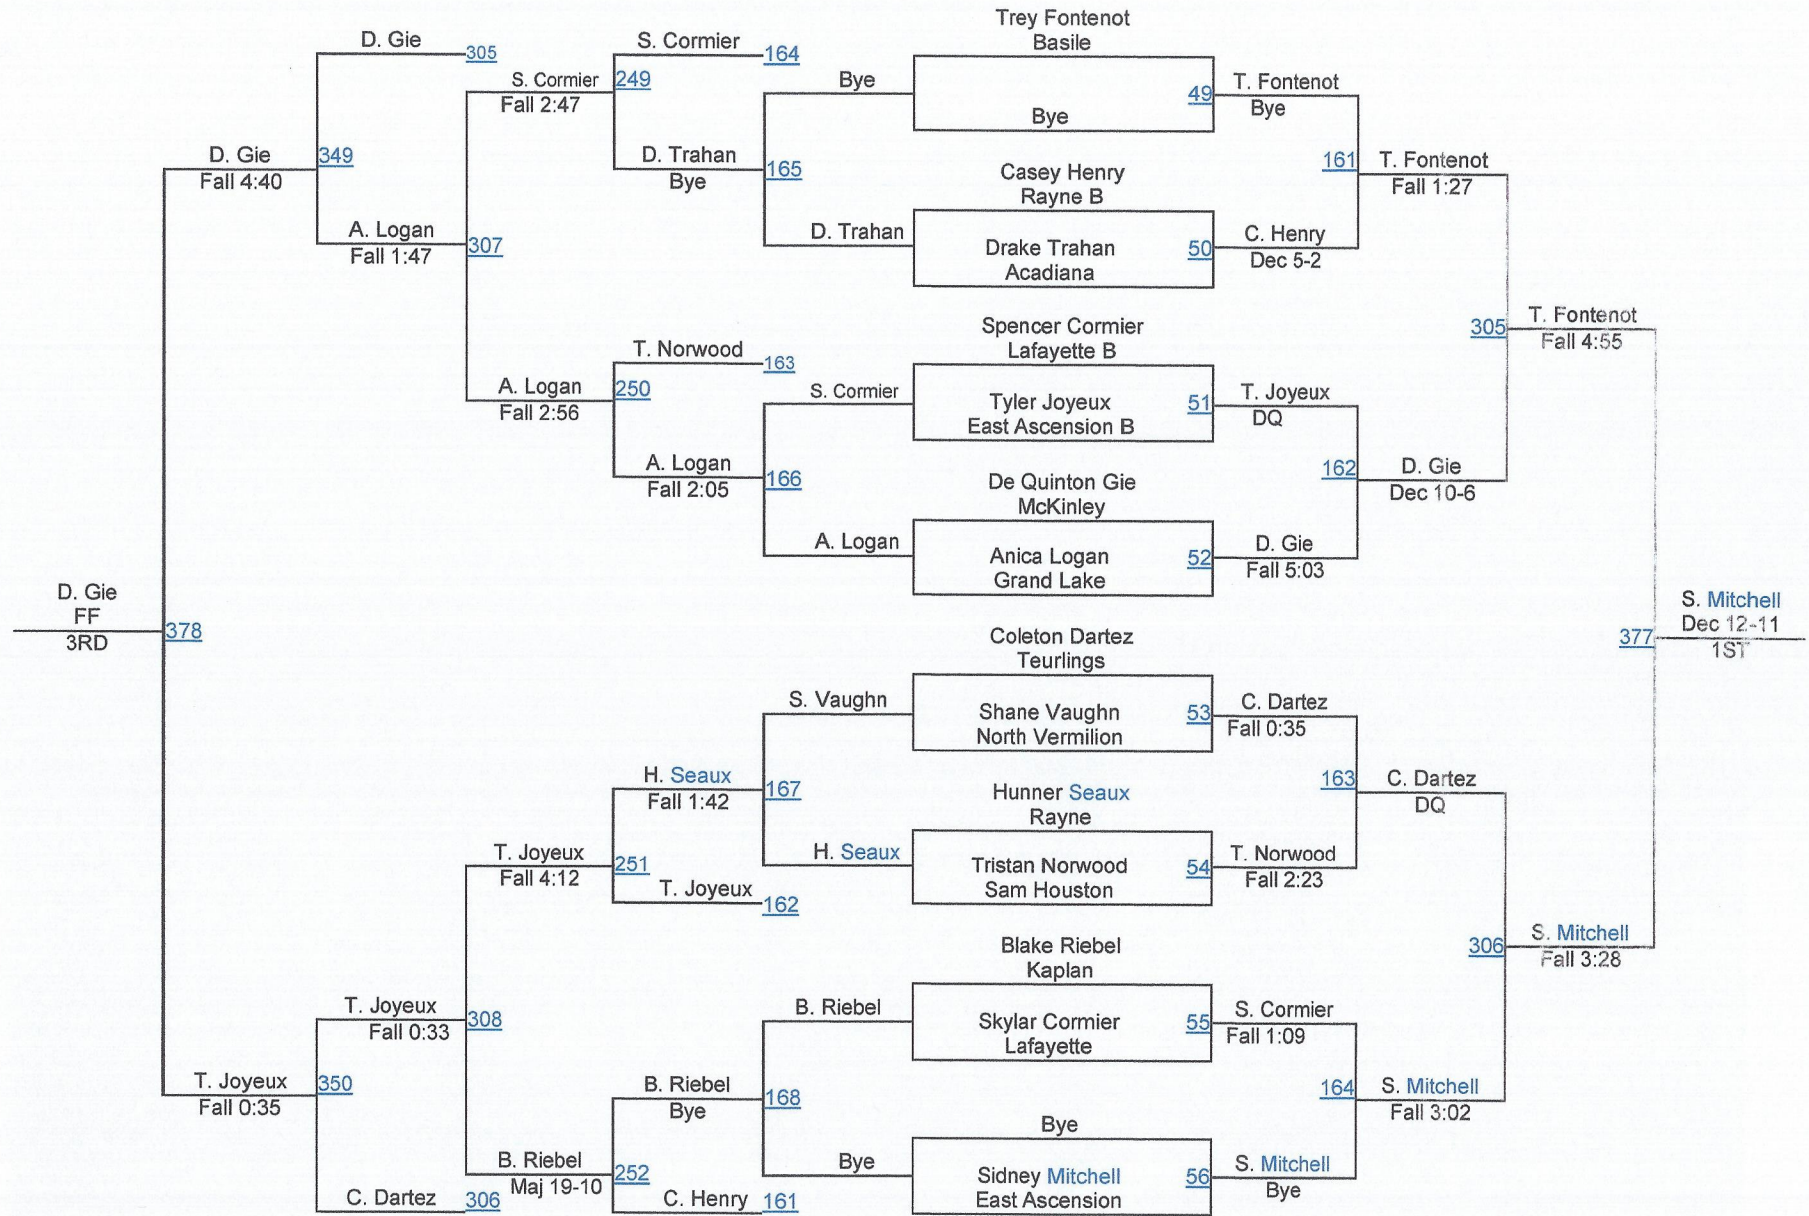 Trey Fontenot
Basile
D. Gie
305
S. Cormier
164
S. Cormier
249
Fall 2:47
Bye
49
T. Fontenot
Bye
Bye
D. Gie
349
Fall 4:40
D. Trahan
165
Bye
Casey Henry
Rayne B
161
T. Fontenot
Fall 1:27
A. Logan
307
Fall 1:47
D. Trahan
Drake Trahan
Acadiana
50
C. Henry
Dec 5-2
Spencer Cormier
Lafayette B
305
T. Fontenot
Fall 4:55
T. Norwood
163
A. Logan
250
Fall 2:56
S. Cormier
Tyler Joyeux
East Ascension B
51
T. Joyeux
DQ
A. Logan
166
Fall 2:05
De Quinton Gie
McKinley
162
D. Gie
Dec 10-6
A. Logan
Anica Logan
Grand Lake
52
D. Gie
Fall 5:03
D. Gie
FF
3RD
378
Coleton Dartez
Teurlings
377
S. Mitchell
Dec 12-11
1ST
S. Vaughn
Shane Vaughn
North Vermilion
53
C. Dartez
Fall 0:35
H. Seaux
167
Fall 1:42
Hunner Seaux
Rayne
163
C. Dartez
DQ
T. Joyeux
251
Fall 4:12
H. Seaux
Tristan Norwood
Sam Houston
54
T. Norwood
Fall 2:23
T. Joyeux
162
Blake Riebel
Kaplan
306
S. Mitchell
Fall 3:28
T. Joyeux
308
Fall 0:33
B. Riebel
Skylar Cormier
Lafayette
55
S. Cormier
Fall 1:09
T. Joyeux
350
Fall 0:35
B. Riebel
168
Bye
Bye
164
S. Mitchell
Fall 3:02
B. Riebel
252
Maj 19-10
Bye
Sidney Mitchell
East Ascension
56
S. Mitchell
Bye
C. Dartez
306
C. Henry
161